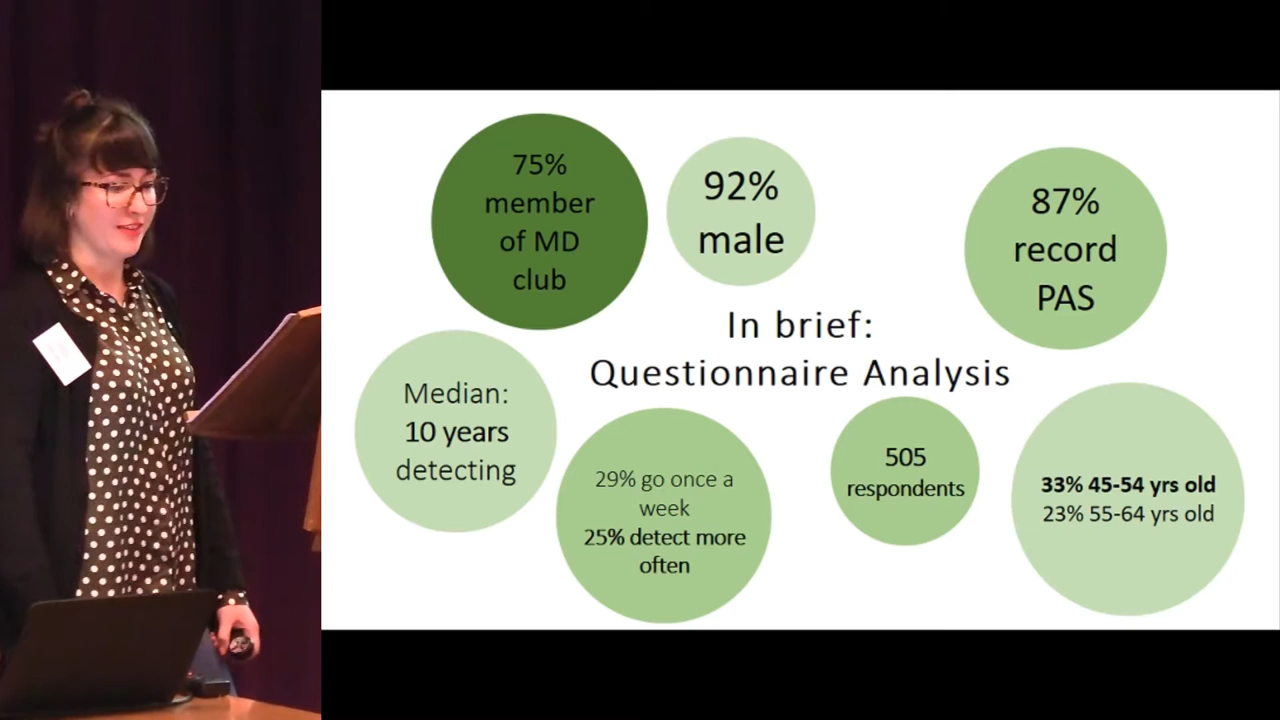 75%
member
of MD
club
92%
male
87%
record
PAS
In brief:
Questionnaire Analysis
Median:
10 years
detecting
29% go once a
week
25% detect more
often
505
respondents
33% 45-54 yrs old
23% 55-64 yrs old